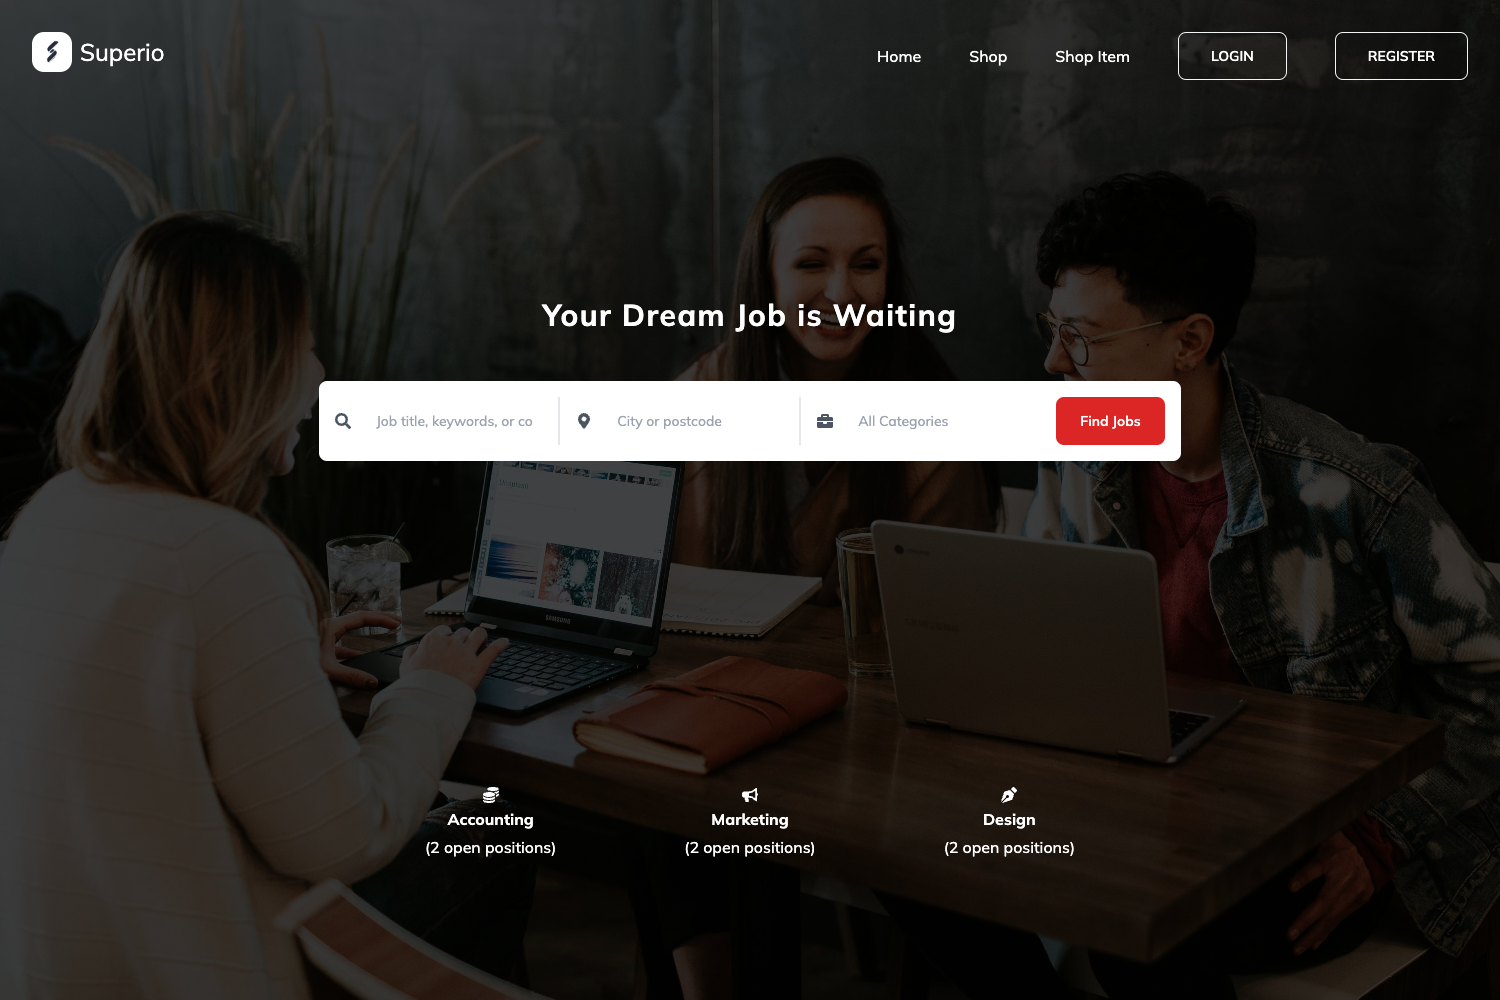 Superio
Home
Shop
Shop Item
LOGIN
REGISTER
Your Dream Job is Waiting
Job title, keywords, or co
City or postcode
All Categories
Find Jobs
SAMSUNG
Accounting
(2 open positions)
Marketing
(2 open positions)
Design
(2 open positions)